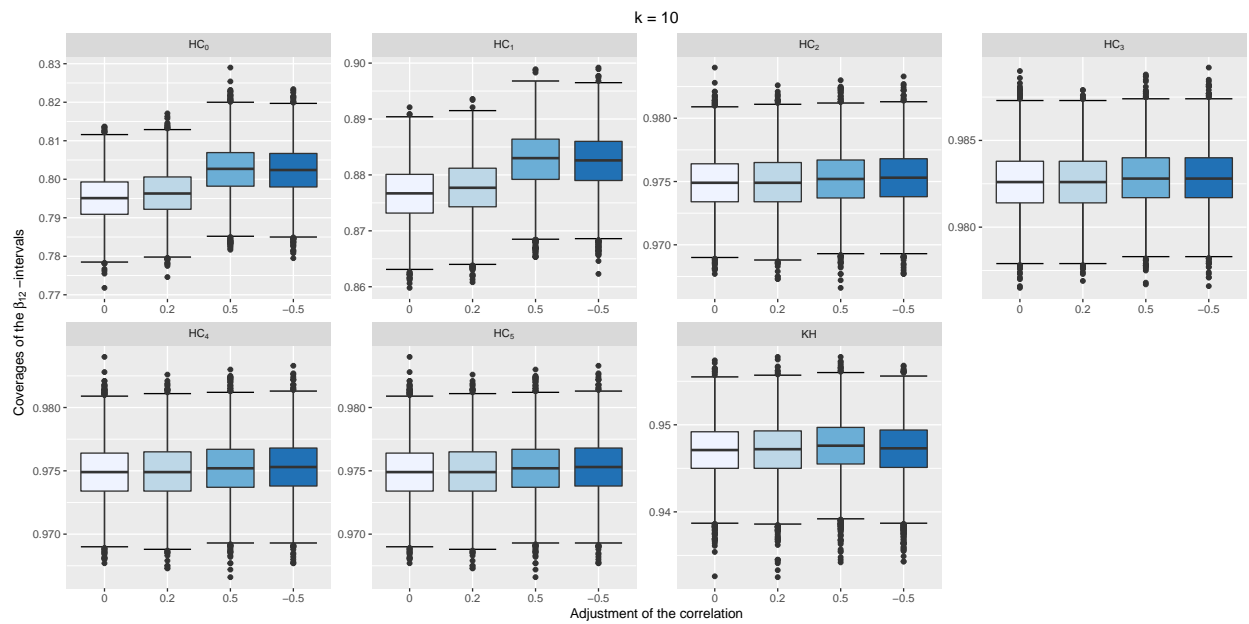 k = 10
HC0
HC1
HC2
HC3
0.83
0.82
0.81
0.80
0.79
0.78
0.77
0.90
0.89
0.88
0.87
0.86
0.980
0.975
0.970
0.985
0.980
0 0.2 0.5 −0.5
0 0.2 0.5 −0.5
0 0.2 0.5 −0.5
0 0.2 0.5 −0.5
Coverages of the β12 −intervals
HC4
HC5
KH
0.980
0.975
0.970
0.980
0.975
0.970
0.95
0.94
0 0.2 0.5 −0.5
0 0.2 0.5 −0.5
0 0.2 0.5 −0.5
Adjustment of the correlation